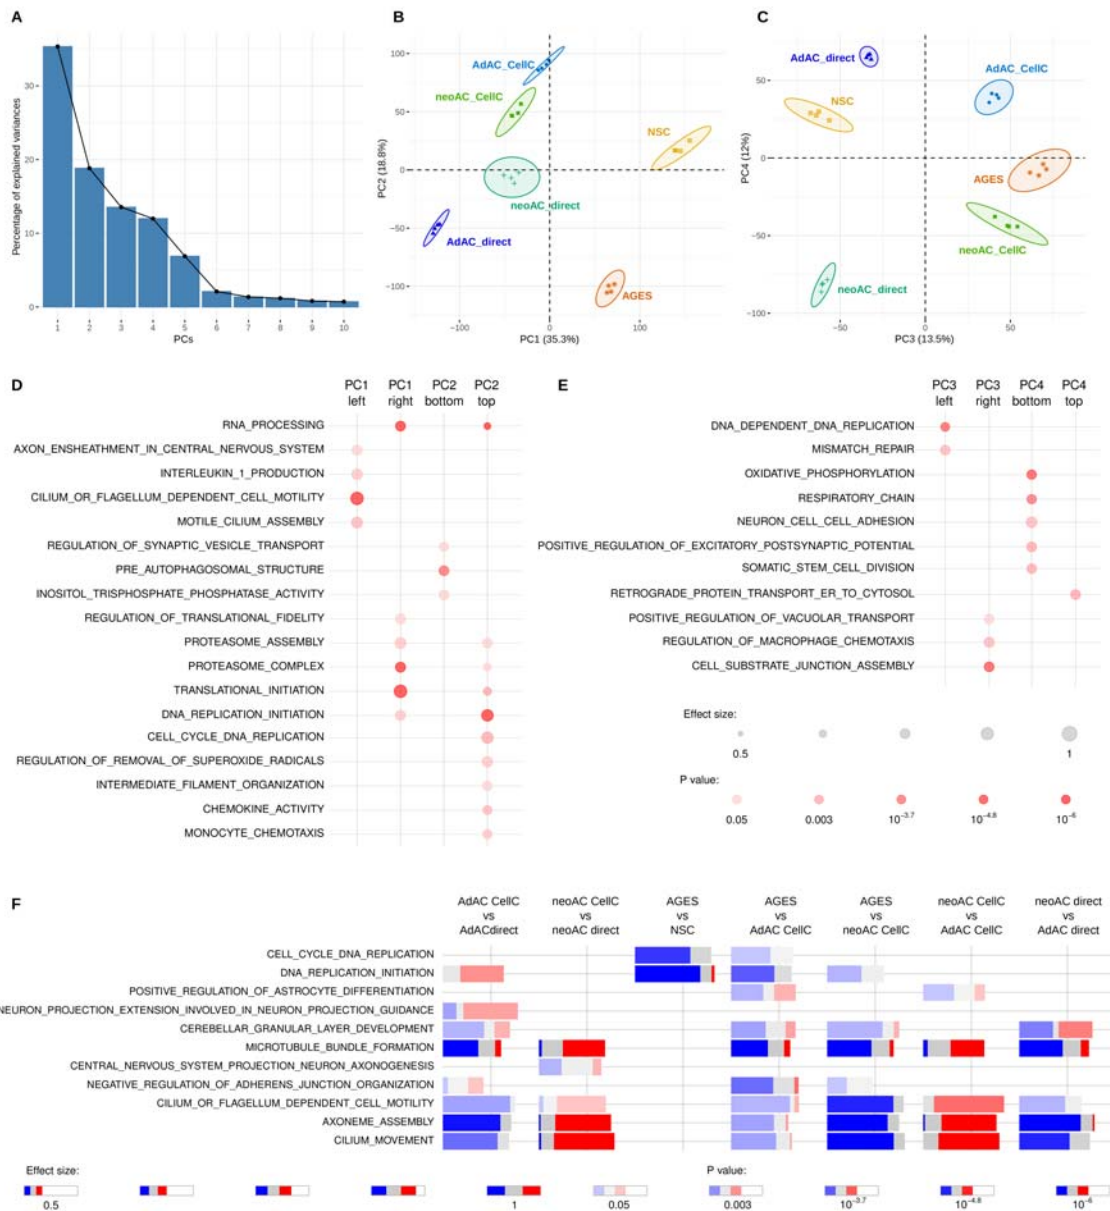 A
Percentage of explained variances
30
20
10
0
1 2 3 4 5 6 7 8 9 10
PCs
B
PC2 (18.8%)
100
50
0
−50
−100
AdAC_CellC
neoAC_CellC
NSC
neoAC_direct
AdAC_direct
AGES
−100 0 100
PC1 (35.3%)
C
PC4 (12%)
50
0
−50
−100
AdAC_direct
AdAC_CellC
NSC
AGES
neoAC_CellC
neoAC_direct
−50 0 50
PC3 (13.5%)
D
PC1 left
PC1 right
PC2 bottom
PC2 top
RNA_PROCESSING
AXON_ENSHEATHMENT_IN_CENTRAL_NERVOUS_SYSTEM
INTERLEUKIN_1_PRODUCTION
CILIUM_OR_FLAGELLUM_DEPENDENT_CELL_MOTILITY
MOTILE_CILIUM_ASSEMBLY
REGULATION_OF_SYNAPTIC_VESICLE_TRANSPORT
PRE_AUTOPHAGOSOMAL_STRUCTURE
INOSITOL_TRISPHOSPHATE_PHOSPHATASE_ACTIVITY
REGULATION_OF_TRANSLATIONAL_FIDELITY
PROTEASOME_ASSEMBLY
PROTEASOME_COMPLEX
TRANSLATIONAL_INITIATION
DNA_REPLICATION_INITIATION
CELL_CYCLE_DNA_REPLICATION
REGULATION_OF_REMOVAL_OF_SUPEROXIDE_RADICALS
INTERMEDIATE_FILAMENT_ORGANIZATION
CHEMOKINE_ACTIVITY
MONOCYTE_CHEMOTAXIS
E
PC3 left
PC3 right
PC4 bottom
PC4 top
DNA_DEPENDENT_DNA_REPLICATION
MISMATCH_REPAIR
OXIDATIVE_PHOSPHORYLATION
RESPIRATORY_CHAIN
NEURON_CELL_CELL_ADHESION
POSITIVE_REGULATION_OF_EXCITATORY_POSTSYNAPTIC_POTENTIAL
SOMATIC_STEM_CELL_DIVISION
RETROGRADE_PROTEIN_TRANSPORT_ER_TO_CYTOSOL
POSITIVE_REGULATION_OF_VACUOLAR_TRANSPORT
REGULATION_OF_MACROPHAGE_CHEMOTAXIS
CELL_SUBSTRATE_JUNCTION_ASSEMBLY
Effect size:
0.5 1
P value:
0.05 0.003 10^−3.7 10^−4.8 10^−6
F
AdAC CellC vs AdACdirect
neoAC CellC vs neoAC direct
AGES vs NSC
AGES vs AdAC CellC
AGES vs neoAC CellC
neoAC CellC vs AdAC CellC
neoAC direct vs AdAC direct
CELL_CYCLE_DNA_REPLICATION
DNA_REPLICATION_INITIATION
POSITIVE_REGULATION_OF_ASTROCYTE_DIFFERENTIATION
NEURON_PROJECTION_EXTENSION_INVOLVED_IN_NEURON_PROJECTION_GUIDANCE
CEREBELLAR_GRANULAR_LAYER_DEVELOPMENT
MICROTUBULE_BUNDLE_FORMATION
CENTRAL_NERVOUS_SYSTEM_PROJECTION_NEURON_AXONOGENESIS
NEGATIVE_REGULATION_OF_ADHERENS_JUNCTION_ORGANIZATION
CILIUM_OR_FLAGELLUM_DEPENDENT_CELL_MOTILITY
AXONEME_ASSEMBLY
CILIUM_MOVEMENT
Effect size:
0.5 1
P value:
0.05 0.003 10^−3.7 10^−4.8 10^−6